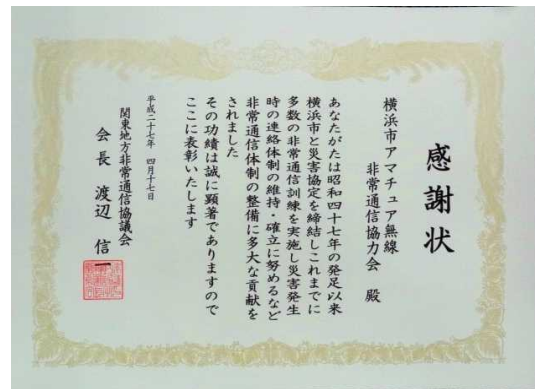 感謝状
横浜市アマチュア無線
非常通信協力会 殿
あなたがたは昭和四十七年の発足以来
横浜市と災害協定を締結しこれまでに
多数の非常通信訓練を実施し災害発生
時の連絡体制の維持・確立に努めるなど
非常通信体制の整備に多大な貢献を
されました
その功績は誠に顕著でありますので
ここに表彰いたします
平成二十七年 四月十七日
関東地方非常通信協議会
会長 渡辺 信一